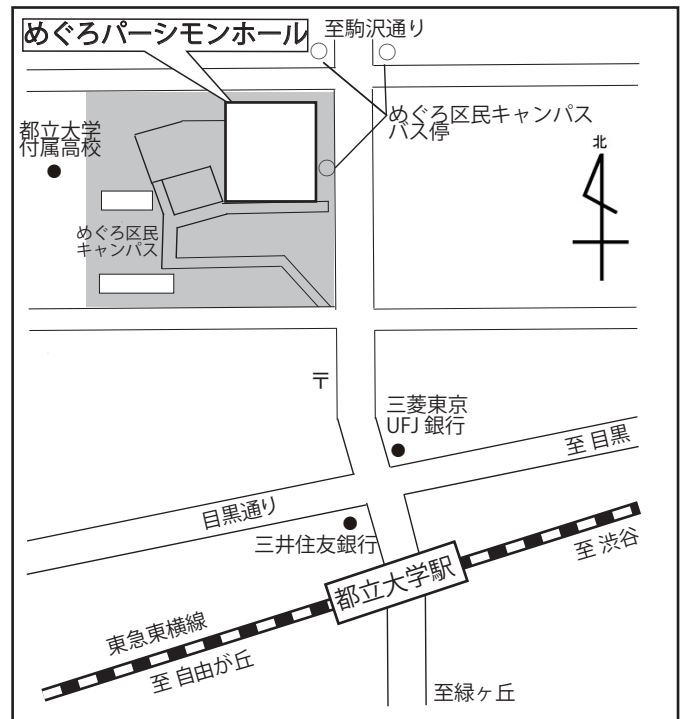 めぐろパーシモンホール
至駒沢通り
めぐろ区民キャンパス
バス停
都立大学
付属高校
北
めぐろ区民
キャンパス
〒
三菱東京
UFJ 銀行
至 目黒
目黒通り
三井住友銀行
至 渋谷
都立大学駅
東急東横線
至 自由が丘
至緑ヶ丘